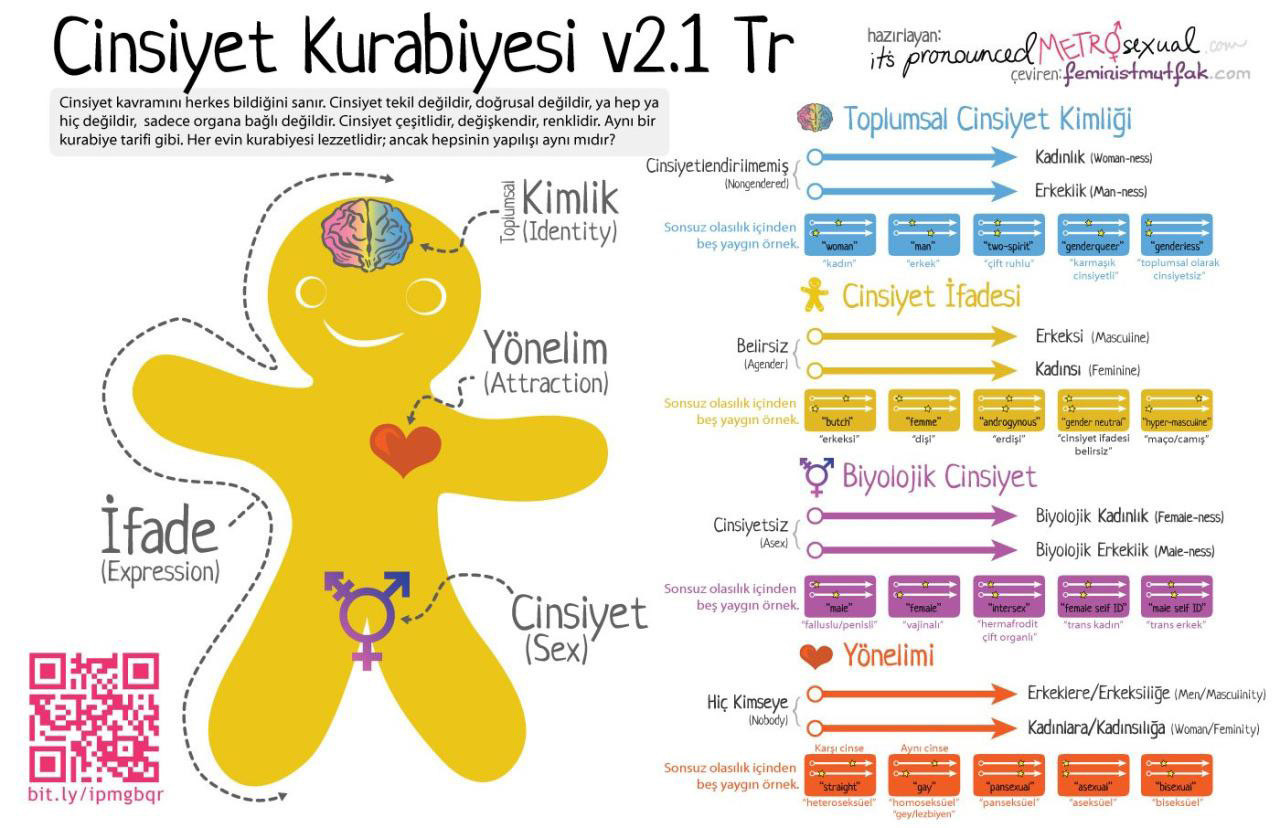 Cinsiyet Kurabiyesi v2.1 Tr
hazırlayan:
it's pronounced METROsexual.com
çeviren: feministmutfak.com
Cinsiyet kavramını herkes bildiğini sanır. Cinsiyet tekil değildir, doğrusal değildir, ya hep ya
hiç değildir, sadece organa bağlı değildir. Cinsiyet çeşitlidir, değişkendir, renklidir. Aynı bir
kurabiye tarifi gibi. Her evin kurabiyesi lezzetlidir; ancak hepsinin yapılışı aynı mıdır?
Toplumsal Kimlik
(Identity)
Yönelim
(Attraction)
İfade
(Expression)
Cinsiyet
(Sex)
bit.ly/ipmgbqr
Toplumsal Cinsiyet Kimliği
Cinsiyetlendirilmemiş
(Nongendered)
Kadınlık (Woman-ness)
Erkeklik (Man-ness)
Sonsuz olasılık içinden
beş yaygın örnek.
"woman" "man" "two-spirit" "genderqueer" "genderless"
"kadın" "erkek" "çift ruhlu" "karmaşık "toplumsal olarak
cinsiyetli" cinsiyetsiz"
Cinsiyet İfadesi
Belirsiz
(Agender)
Erkeksi (Masculine)
Kadınsı (Feminine)
Sonsuz olasılık içinden
beş yaygın örnek.
"butch" "femme" "androgynous" "gender neutral" "hyper-masculine"
"erkeksi" "dişi" "erdişi" "cinsiyet ifadesi "maço/camış"
belirsiz"
Biyolojik Cinsiyet
Cinsiyetsiz
(Asex)
Biyolojik Kadınlık (Female-ness)
Biyolojik Erkeklik (Male-ness)
Sonsuz olasılık içinden
beş yaygın örnek.
"male" "female" "intersex" "female self ID" "male self ID"
"falluslu/penisli" "vajinalı" "hermafrodit "trans kadın" "trans erkek"
çift organlı"
Yönelimi
Hiç Kimseye
(Nobody)
Erkeklere/Erkeksiliğe (Men/Masculinity)
Kadınlara/Kadınsılığa (Woman/Feminity)
Karşı cinse Aynı cinse
Sonsuz olasılık içinden
beş yaygın örnek.
"straight" "gay" "pansexual" "asexual" "bisexual"
"heteroseksüel" "homoseksüel" "panseksüel" "aseksüel" "biseksüel"
"gey/lezbiyen"